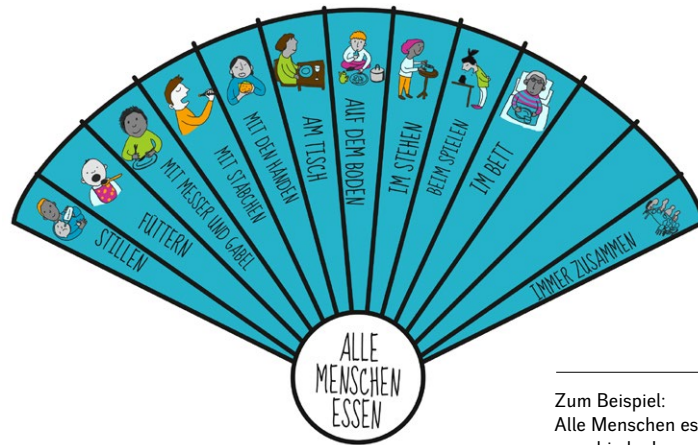 STILLEN
FÜTTERN
MIT MESSER UND GABEL
MIT STÄBCHEN
MIT DEN HÄNDEN
AM TISCH
AUF DEM BODEN
IM STEHEN
BEIM SPIELEN
IM BETT
IMMER ZUSAMMEN
ALLE
MENSCHEN
ESSEN
Zum Beispiel:
Alle Menschen es